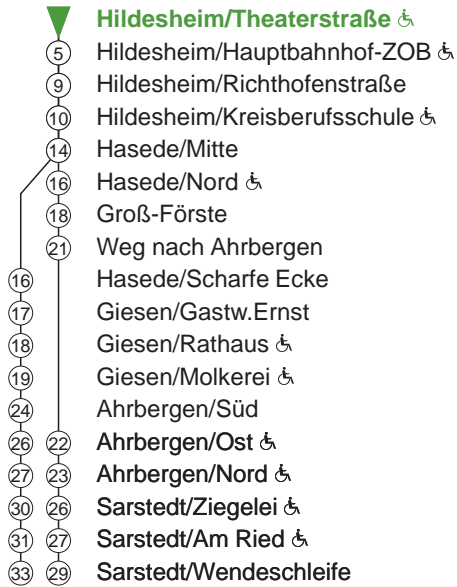 Hildesheim/Theaterstraße
5 Hildesheim/Hauptbahnhof-ZOB
9 Hildesheim/Richthofenstraße
10 Hildesheim/Kreisberufsschule
14 Hasede/Mitte
16 Hasede/Nord
18 Groß-Förste
21 Weg nach Ahrbergen
16 Hasede/Scharfe Ecke
17 Giesen/Gastw.Ernst
18 Giesen/Rathaus
19 Giesen/Molkerei
24 Ahrbergen/Süd
26 22 Ahrbergen/Ost
27 23 Ahrbergen/Nord
30 26 Sarstedt/Ziegelei
31 27 Sarstedt/Am Ried
33 29 Sarstedt/Wendeschleife